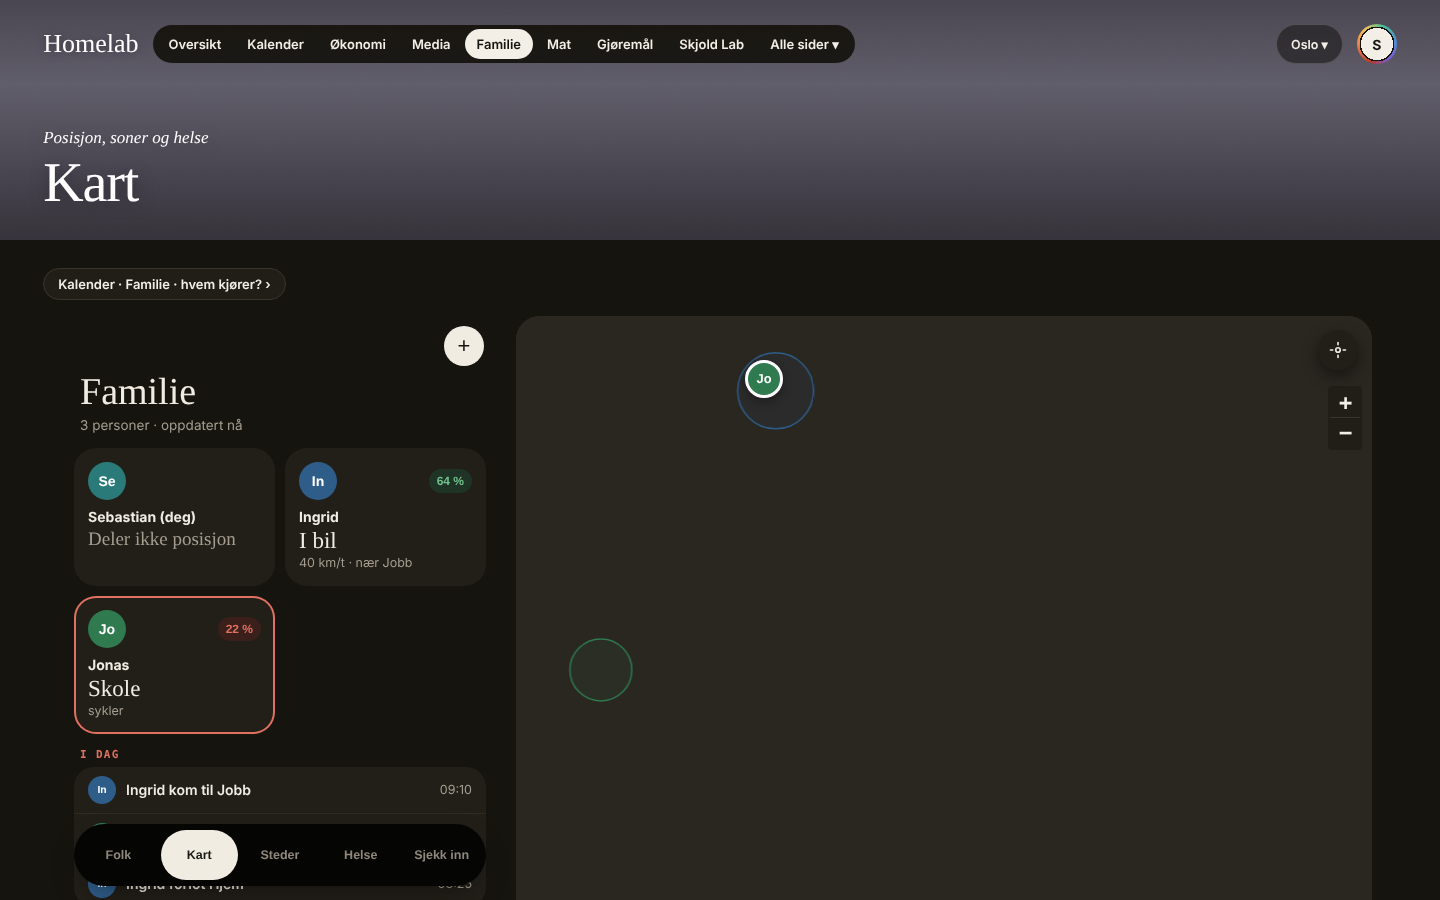 Homelab
Oversikt
Kalender
Økonomi
Media
Familie
Mat
Gjøremål
Skjold Lab
Alle sider ▾
Oslo ▾
S
Posisjon, soner og helse
Kart
Kalender · Familie · hvem kjører? ›
+
Familie
3 personer · oppdatert nå
Se
Sebastian (deg)
Deler ikke posisjon
In
64 %
Ingrid
I bil
40 km/t · nær Jobb
Jo
22 %
Jonas
Skole
sykler
I DAG
In
Ingrid kom til Jobb
09:10
Folk
Kart
Steder
Helse
Sjekk inn
Jo
+
−